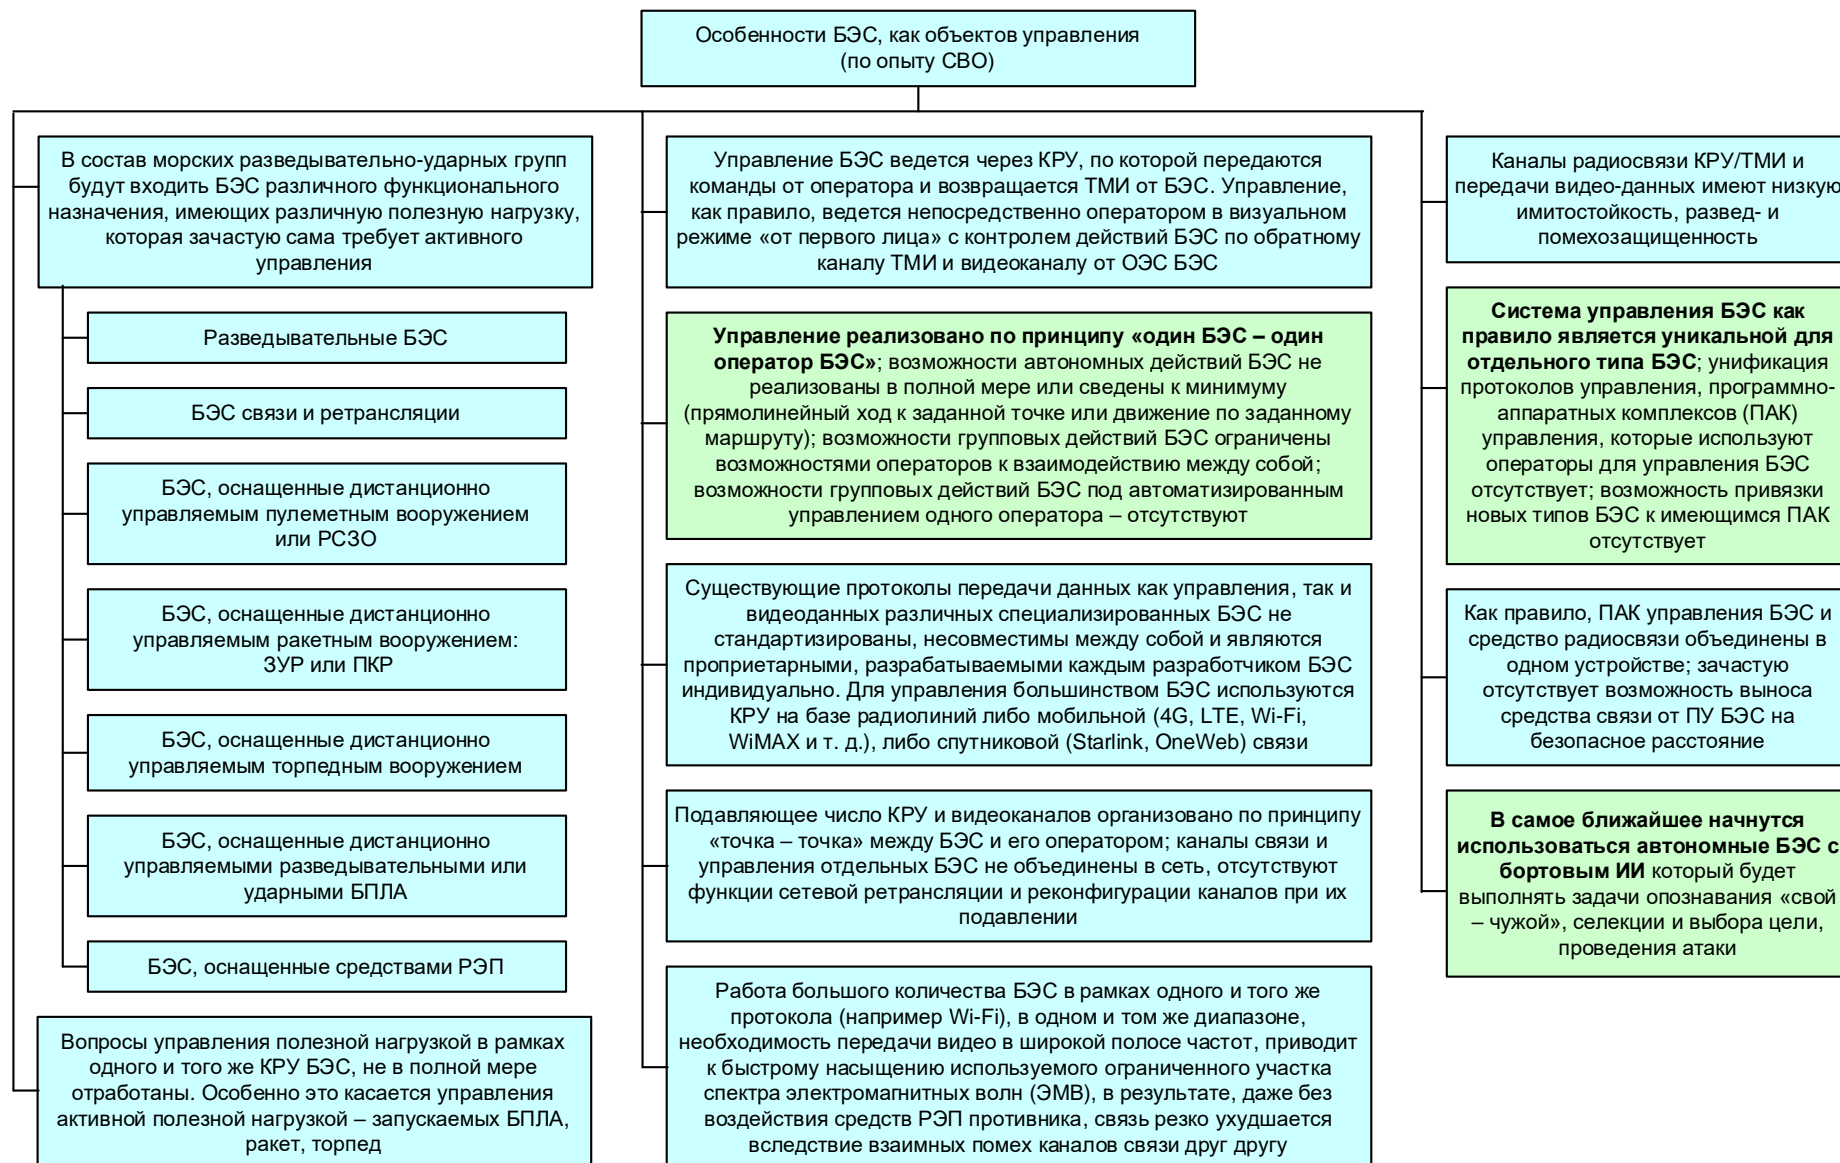 Особенности БЭС, как объектов управления
(по опыту СВО)
В состав морских разведывательно-ударных групп
будут входить БЭС различного функционального
назначения, имеющих различную полезную нагрузку,
которая зачастую сама требует активного
управления
Разведывательные БЭС
БЭС связи и ретрансляции
БЭС, оснащенные дистанционно
управляемым пулеметным вооружением
или РСЗО
БЭС, оснащенные дистанционно
управляемым ракетным вооружением:
ЗУР или ПКР
БЭС, оснащенные дистанционно
управляемым торпедным вооружением
БЭС, оснащенные дистанционно
управляемыми разведывательными или
ударными БПЛА
БЭС, оснащенные средствами РЭП
Вопросы управления полезной нагрузкой в рамках
одного и того же КРУ БЭС, не в полной мере
отработаны. Особенно это касается управления
активной полезной нагрузкой – запускаемых БПЛА,
ракет, торпед
Управление БЭС ведется через КРУ, по которой передаются
команды от оператора и возвращается ТМИ от БЭС. Управление,
как правило, ведется непосредственно оператором в визуальном
режиме «от первого лица» с контролем действий БЭС по обратному
каналу ТМИ и видеоканалу от ОЭС БЭС
Управление реализовано по принципу «один БЭС – один
оператор БЭС»; возможности автономных действий БЭС не
реализованы в полной мере или сведены к минимуму
(прямолинейный ход к заданной точке или движение по заданному
маршруту); возможности групповых действий БЭС ограничены
возможностями операторов к взаимодействию между собой;
возможности групповых действий БЭС под автоматизированным
управлением одного оператора – отсутствуют
Существующие протоколы передачи данных как управления, так и
видеоданных различных специализированных БЭС не
стандартизированы, несовместимы между собой и являются
проприетарными, разрабатываемыми каждым разработчиком БЭС
индивидуально. Для управления большинством БЭС используются
КРУ на базе радиолиний либо мобильной (4G, LTE, Wi-Fi,
WiMAX и т. д.), либо спутниковой (Starlink, OneWeb) связи
Подавляющее число КРУ и видеоканалов организовано по принципу
«точка – точка» между БЭС и его оператором; каналы связи и
управления отдельных БЭС не объединены в сеть, отсутствуют
функции сетевой ретрансляции и реконфигурации каналов при их
подавлении
Работа большого количества БЭС в рамках одного и того же
протокола (например Wi-Fi), в одном и том же диапазоне,
необходимость передачи видео в широкой полосе частот, приводит
к быстрому насыщению используемого ограниченного участка
спектра электромагнитных волн (ЭМВ), в результате, даже без
воздействия средств РЭП противника, связь резко ухудшается
вследствие взаимных помех каналов связи друг другу
Каналы радиосвязи КРУ/ТМИ и
передачи видео-данных имеют низкую
имитостойкость, развед- и
помехозащищенность
Система управления БЭС как
правило является уникальной для
отдельного типа БЭС; унификация
протоколов управления, программно-
аппаратных комплексов (ПАК)
управления, которые используют
операторы для управления БЭС
отсутствует; возможность привязки
новых типов БЭС к имеющимся ПАК
отсутствует
Как правило, ПАК управления БЭС и
средство радиосвязи объединены в
одном устройстве; зачастую
отсутствует возможность выноса
средства связи от ПУ БЭС на
безопасное расстояние
В самое ближайшее начнутся
использоваться автономные БЭС с
бортовым ИИ который будет
выполнять задачи опознавания «свой
– чужой», селекции и выбора цели,
проведения атаки